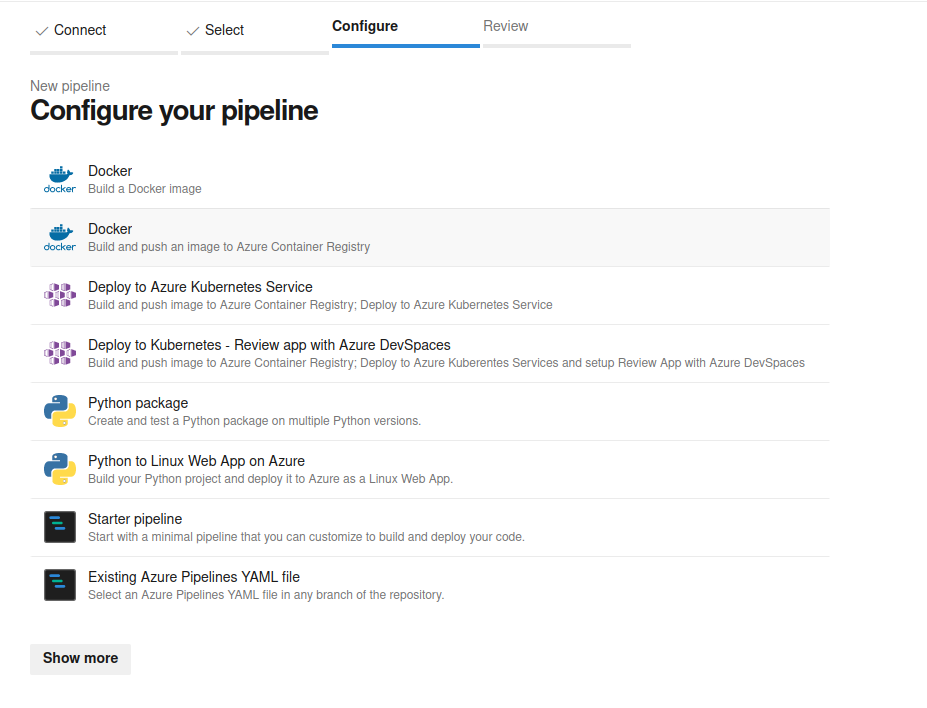 Connect
Select
Configure
Review
New pipeline
Configure your pipeline
docker
Docker
Build a Docker image
docker
Docker
Build and push an image to Azure Container Registry
Deploy to Azure Kubernetes Service
Build and push image to Azure Container Registry; Deploy to Azure Kubernetes Service
Deploy to Kubernetes - Review app with Azure DevSpaces
Build and push image to Azure Container Registry; Deploy to Azure Kuberentes Services and setup Review App with Azure DevSpaces
Python package
Create and test a Python package on multiple Python versions.
Python to Linux Web App on Azure
Build your Python project and deploy it to Azure as a Linux Web App.
Starter pipeline
Start with a minimal pipeline that you can customize to build and deploy your code.
Existing Azure Pipelines YAML file
Select an Azure Pipelines YAML file in any branch of the repository.
Show more